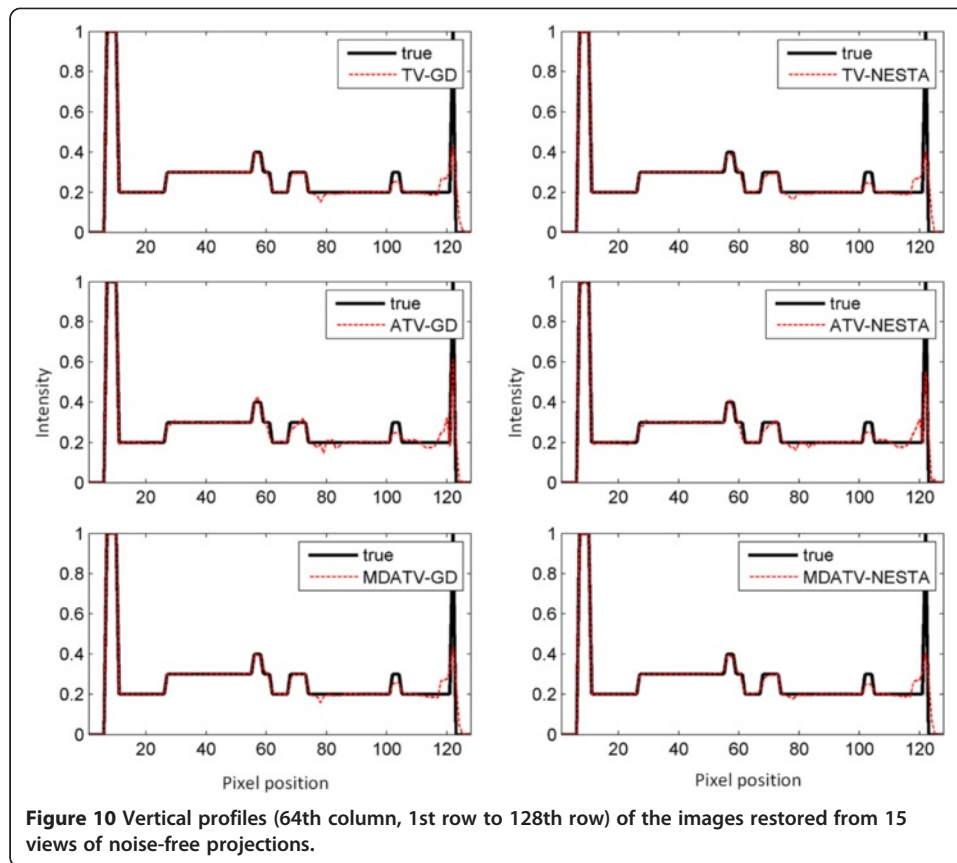 1
0.8
0.6
0.4
0.2
0
20 40 60 80 100 120
true
TV-GD
1
0.8
0.6
0.4
0.2
0
20 40 60 80 100 120
true
TV-NESTA
Intensity
1
0.8
0.6
0.4
0.2
0
20 40 60 80 100 120
true
ATV-GD
Intensity
1
0.8
0.6
0.4
0.2
0
20 40 60 80 100 120
true
ATV-NESTA
1
0.8
0.6
0.4
0.2
0
20 40 60 80 100 120
true
MDATV-GD
Pixel position
1
0.8
0.6
0.4
0.2
0
20 40 60 80 100 120
true
MDATV-NESTA
Pixel position
Figure 10 Vertical profiles (64th column, 1st row to 128th row) of the images restored from 15
views of noise-free projections.